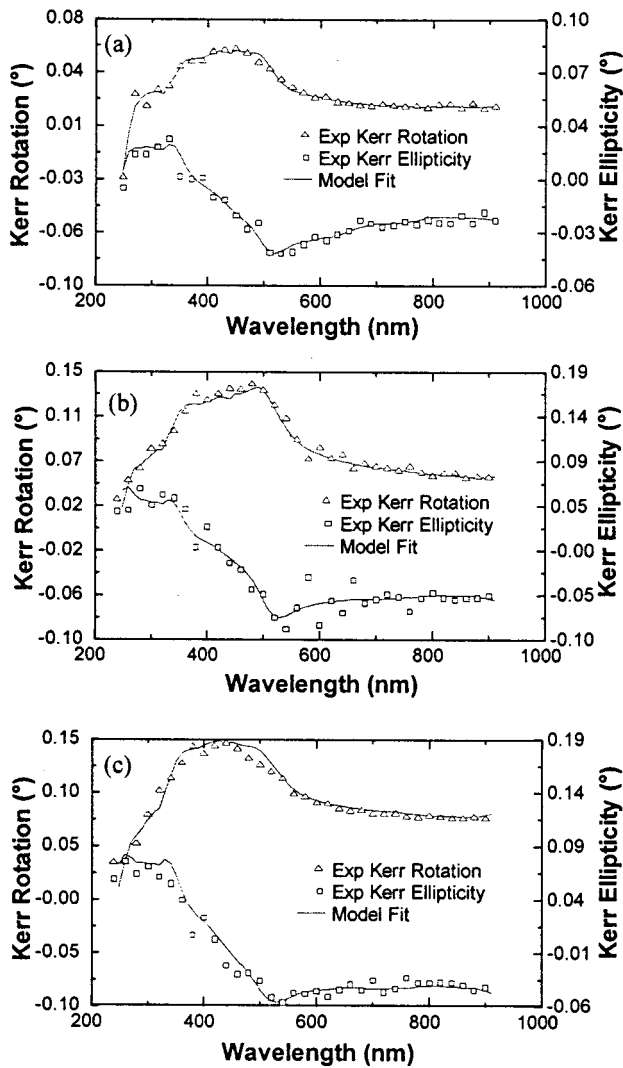 (a)
Kerr Rotation (°)
0.08
0.04
0.01
-0.03
-0.06
-0.10
Kerr Ellipticity (°)
0.10
0.08
0.05
0.03
0.00
-0.03
-0.06
Exp Kerr Rotation
Exp Kerr Ellipticity
Model Fit
200 400 600 800 1000
Wavelength (nm)
(b)
Kerr Rotation (°)
0.15
0.11
0.07
0.02
-0.02
-0.06
-0.10
Kerr Ellipticity (°)
0.19
0.14
0.09
0.05
-0.00
-0.05
-0.10
Exp Kerr Rotation
Exp Kerr Ellipticity
Model Fit
200 400 600 800 1000
Wavelength (nm)
(c)
Kerr Rotation (°)
0.15
0.10
0.05
-0.00
-0.05
-0.10
Kerr Ellipticity (°)
0.19
0.14
0.09
0.04
-0.01
-0.06
Exp Kerr Rotation
Exp Kerr Ellipticity
Model Fit
200 400 600 800 1000
Wavelength (nm)